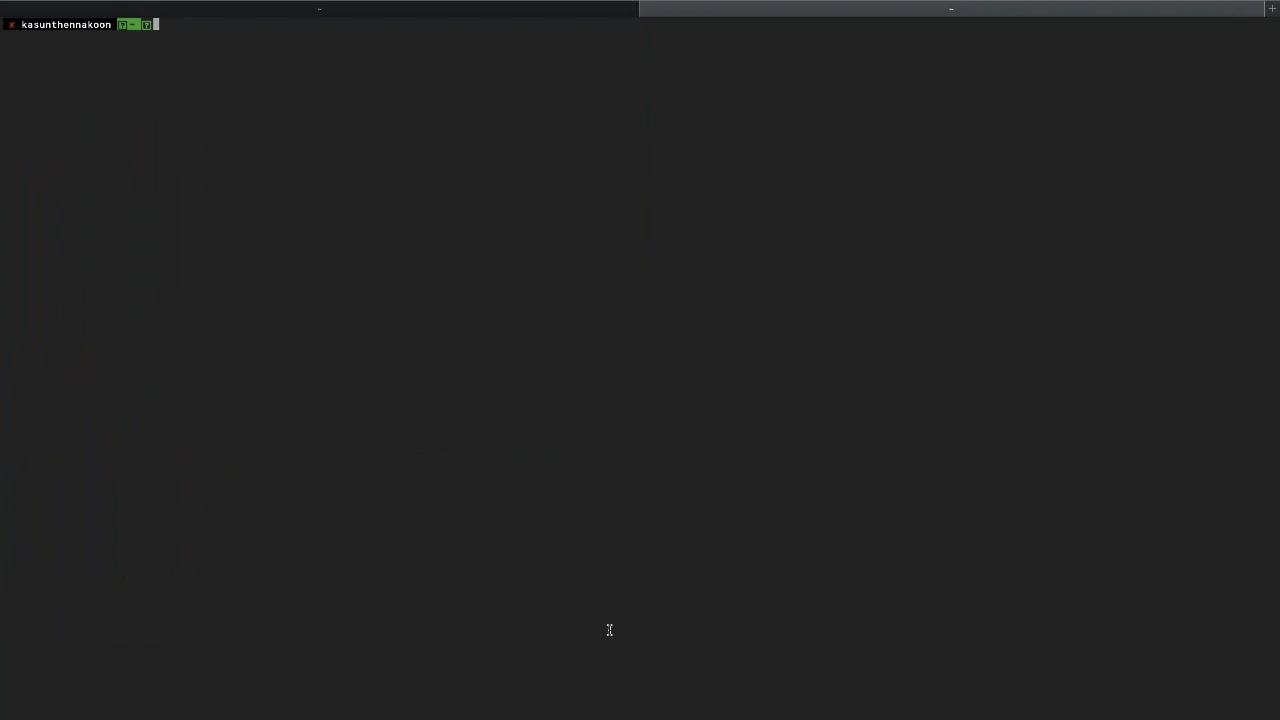 ~ ~ +
✘ kasunthennakoon ? ~ ?